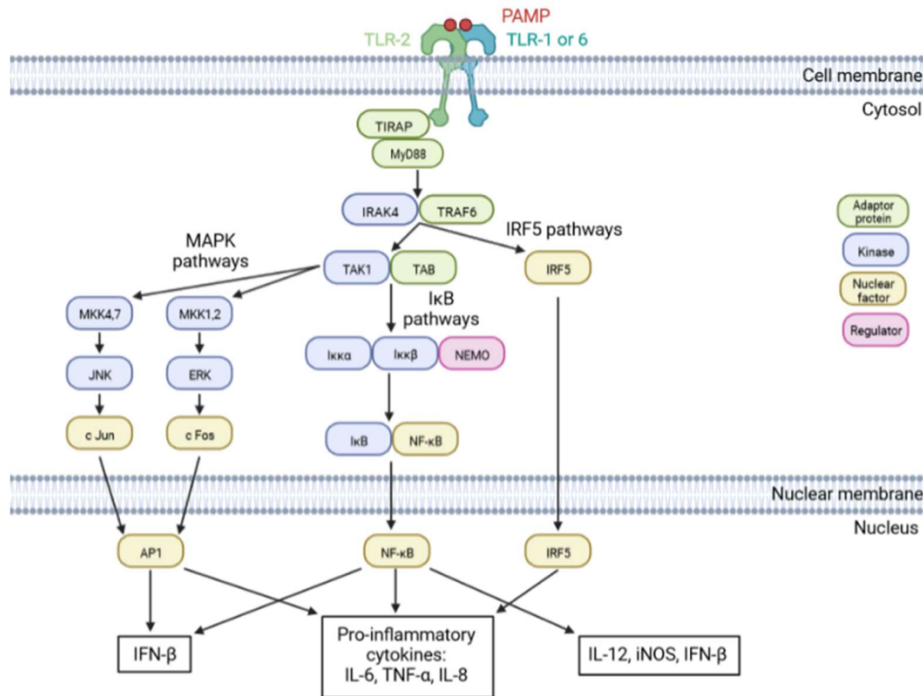 PAMP
TLR-2
TLR-1 or 6
Cell membrane
Cytosol
TIRAP
MyD88
IRAK4
TRAF6
Adaptor
protein
Kinase
Nuclear
factor
Regulator
MAPK
pathways
IRF5 pathways
TAK1
TAB
IRF5
IκB
pathways
MKK4,7
MKK1,2
Iκκα
Iκκβ
NEMO
JNK
ERK
c Jun
c Fos
IκB
NF-κB
Nuclear membrane
Nucleus
AP1
NF-κB
IRF5
IFN-β
Pro-inflammatory
cytokines:
IL-6, TNF-α, IL-8
IL-12, iNOS, IFN-β